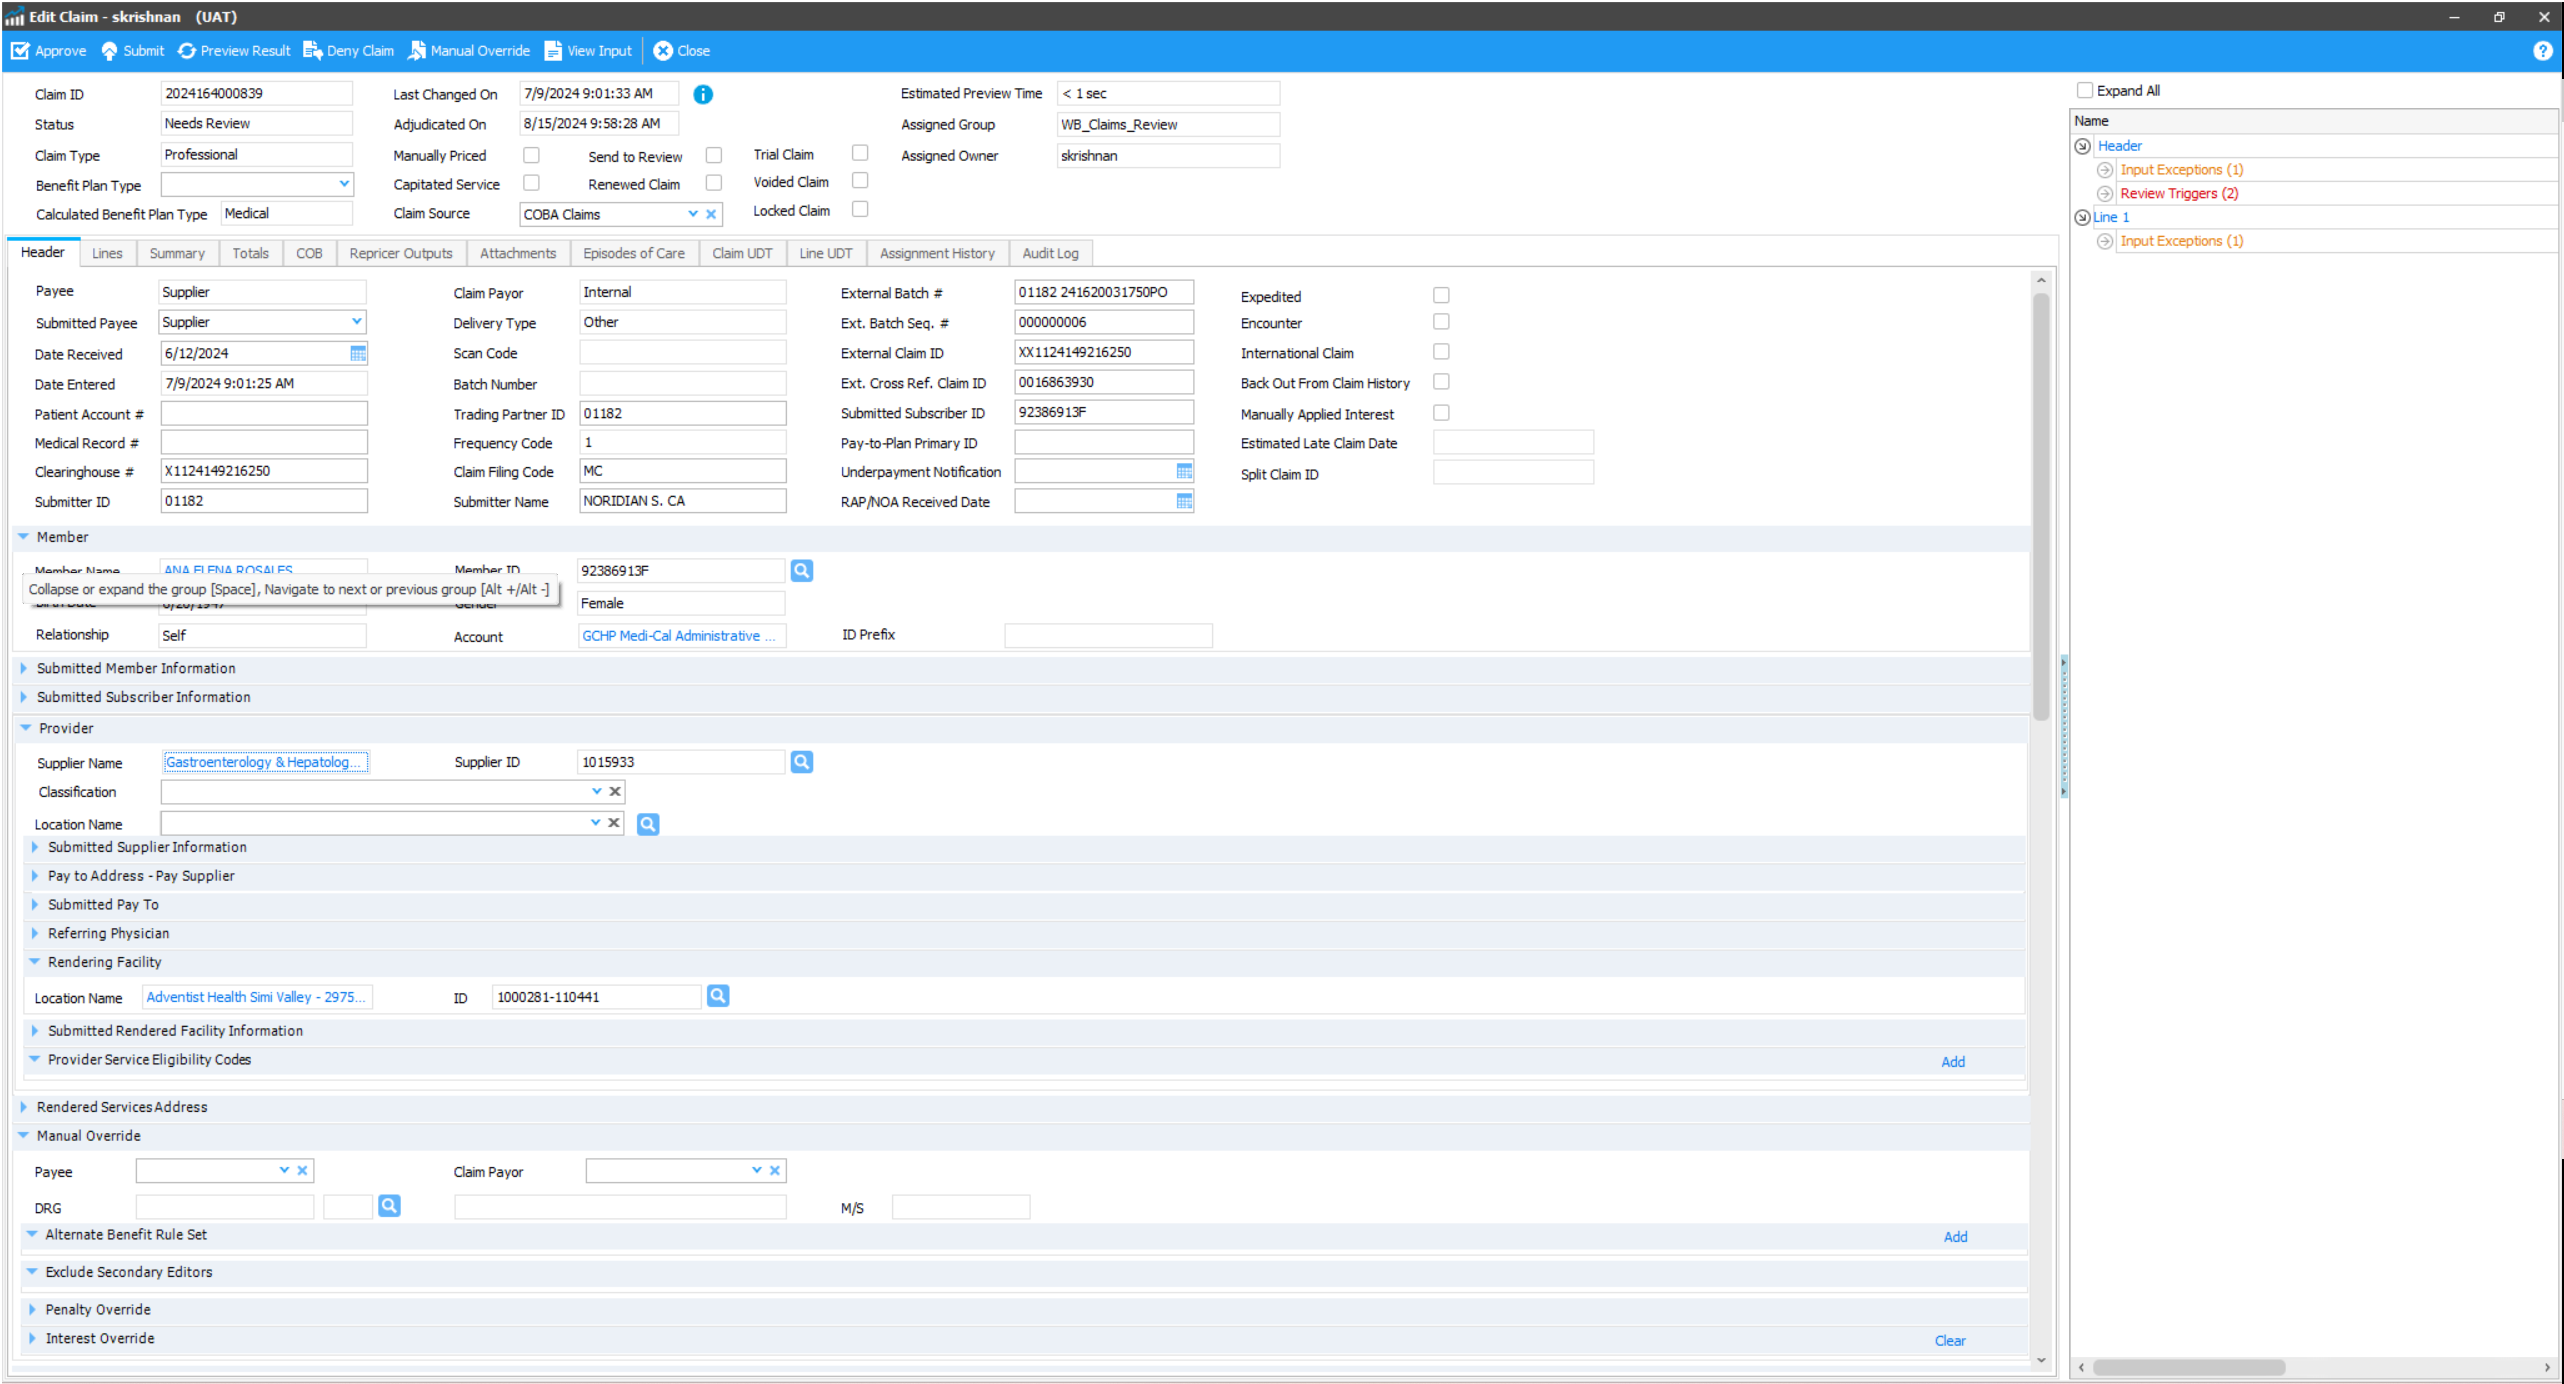 Edit Claim - skrishnan (UAT)
Approve Submit Preview Result Deny Claim Manual Override View Input Close
Claim ID 2024164000839 Last Changed On 7/9/2024 9:01:33 AM Estimated Preview Time < 1 sec
Status Needs Review Adjudicated On 8/15/2024 9:58:28 AM Assigned Group WB_Claims_Review
Claim Type Professional Manually Priced Send to Review Trial Claim Assigned Owner skrishnan
Benefit Plan Type Capitated Service Renewed Claim Voided Claim
Calculated Benefit Plan Type Medical Claim Source COBA Claims Locked Claim
Header Lines Summary Totals COB Repricer Outputs Attachments Episodes of Care Claim UDT Line UDT Assignment History Audit Log
Payee Supplier Claim Payor Internal External Batch # 01182 241620031750PO Expedited
Submitted Payee Supplier Delivery Type Other Ext. Batch Seq. # 000000006 Encounter
Date Received 6/12/2024 Scan Code External Claim ID XX1124149216250 International Claim
Date Entered 7/9/2024 9:01:25 AM Batch Number Ext. Cross Ref. Claim ID 0016863930 Back Out From Claim History
Patient Account # Trading Partner ID 01182 Submitted Subscriber ID 92386913F Manually Applied Interest
Medical Record # Frequency Code 1 Pay-to-Plan Primary ID Estimated Late Claim Date
Clearinghouse # X1124149216250 Claim Filing Code MC Underpayment Notification Split Claim ID
Submitter ID 01182 Submitter Name NORIDIAN S. CA RAP/NOA Received Date
Member
Member Name ANA ELENA ROSALES Member ID 92386913F
Collapse or expand the group [Space], Navigate to next or previous group [Alt +/Alt -]
Birth Date Gender Female
Relationship Self Account GCHP Medi-Cal Administrative ... ID Prefix
Submitted Member Information
Submitted Subscriber Information
Provider
Supplier Name Gastroenterology & Hepatolog... Supplier ID 1015933
Classification
Location Name
Submitted Supplier Information
Pay to Address - Pay Supplier
Submitted Pay To
Referring Physician
Rendering Facility
Location Name Adventist Health Simi Valley - 2975... ID 1000281-110441
Submitted Rendered Facility Information
Provider Service Eligibility Codes Add
Rendered Services Address
Manual Override
Payee Claim Payor
DRG M/S
Alternate Benefit Rule Set Add
Exclude Secondary Editors
Penalty Override
Interest Override Clear
Expand All
Name
Header
Input Exceptions (1)
Review Triggers (2)
Line 1
Input Exceptions (1)